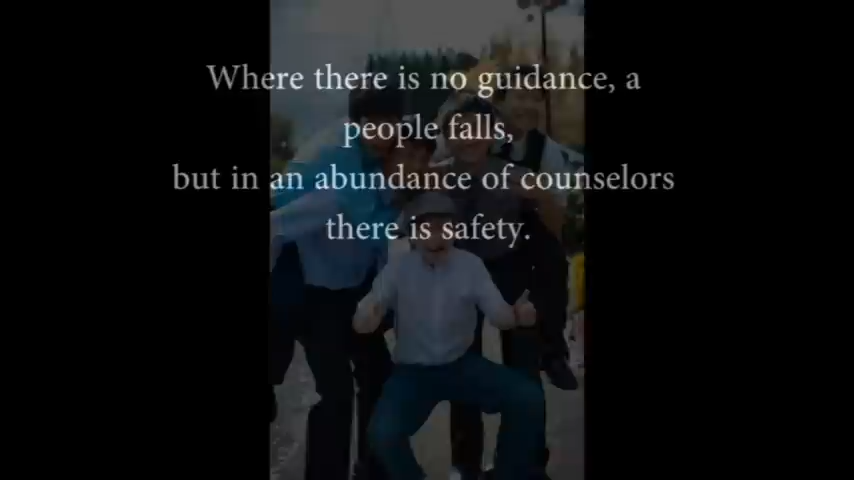 Where there is no guidance, a
people falls,
but in an abundance of counselors
there is safety.